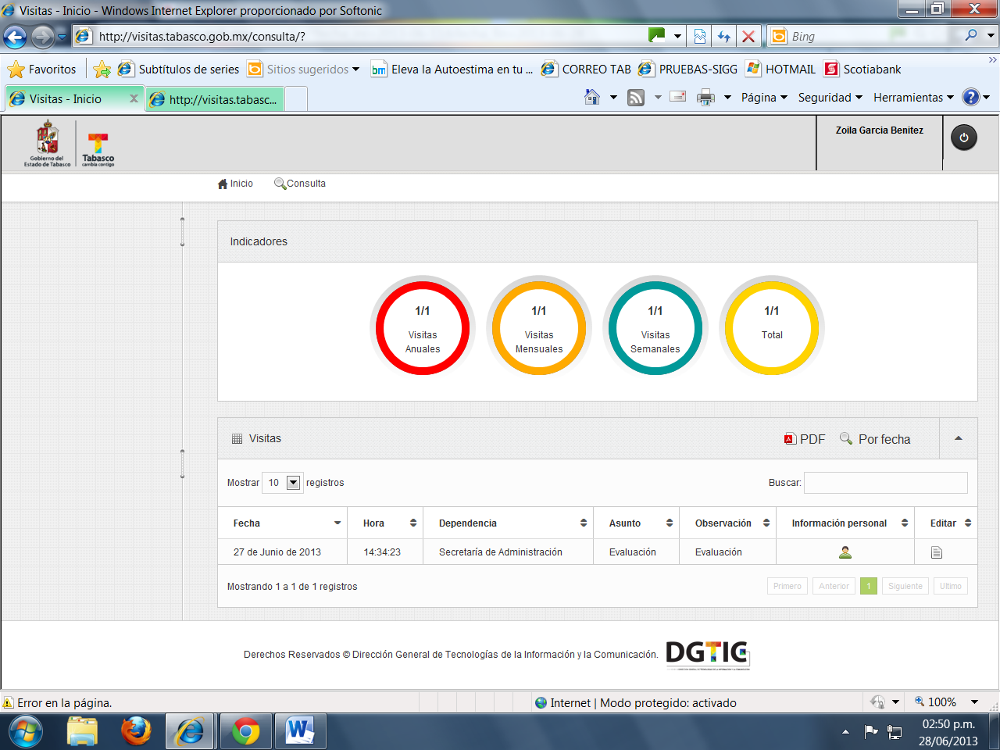 Visitas - Inicio - Windows Internet Explorer proporcionado por Softonic
http://visitas.tabasco.gob.mx/consulta/?
Bing
Favoritos
Subtítulos de series
Sitios sugeridos
bm
Eleva la Autoestima en tu ...
CORREO TAB
PRUEBAS-SIGG
HOTMAIL
Scotiabank
Visitas - Inicio
http://visitas.tabasc...
Página
Seguridad
Herramientas
Gobierno del
Estado de Tabasco
Tabasco
cambia contigo
Zoila Garcia Benitez
Inicio
Consulta
Indicadores
1/1
Visitas
Anuales
1/1
Visitas
Mensuales
1/1
Visitas
Semanales
1/1
Total
Visitas
PDF
Por fecha
Mostrar 10 registros
Buscar:
Fecha Hora Dependencia Asunto Observación Información personal Editar
27 de Junio de 2013 14:34:23 Secretaría de Administración Evaluación Evaluación
Mostrando 1 a 1 de 1 registros
Primero Anterior 1 Siguiente Ultimo
Derechos Reservados © Dirección General de Tecnologías de la Información y la Comunicación.
DGTIC
Error en la página.
Internet | Modo protegido: activado
100%
02:50 p.m.
28/06/2013